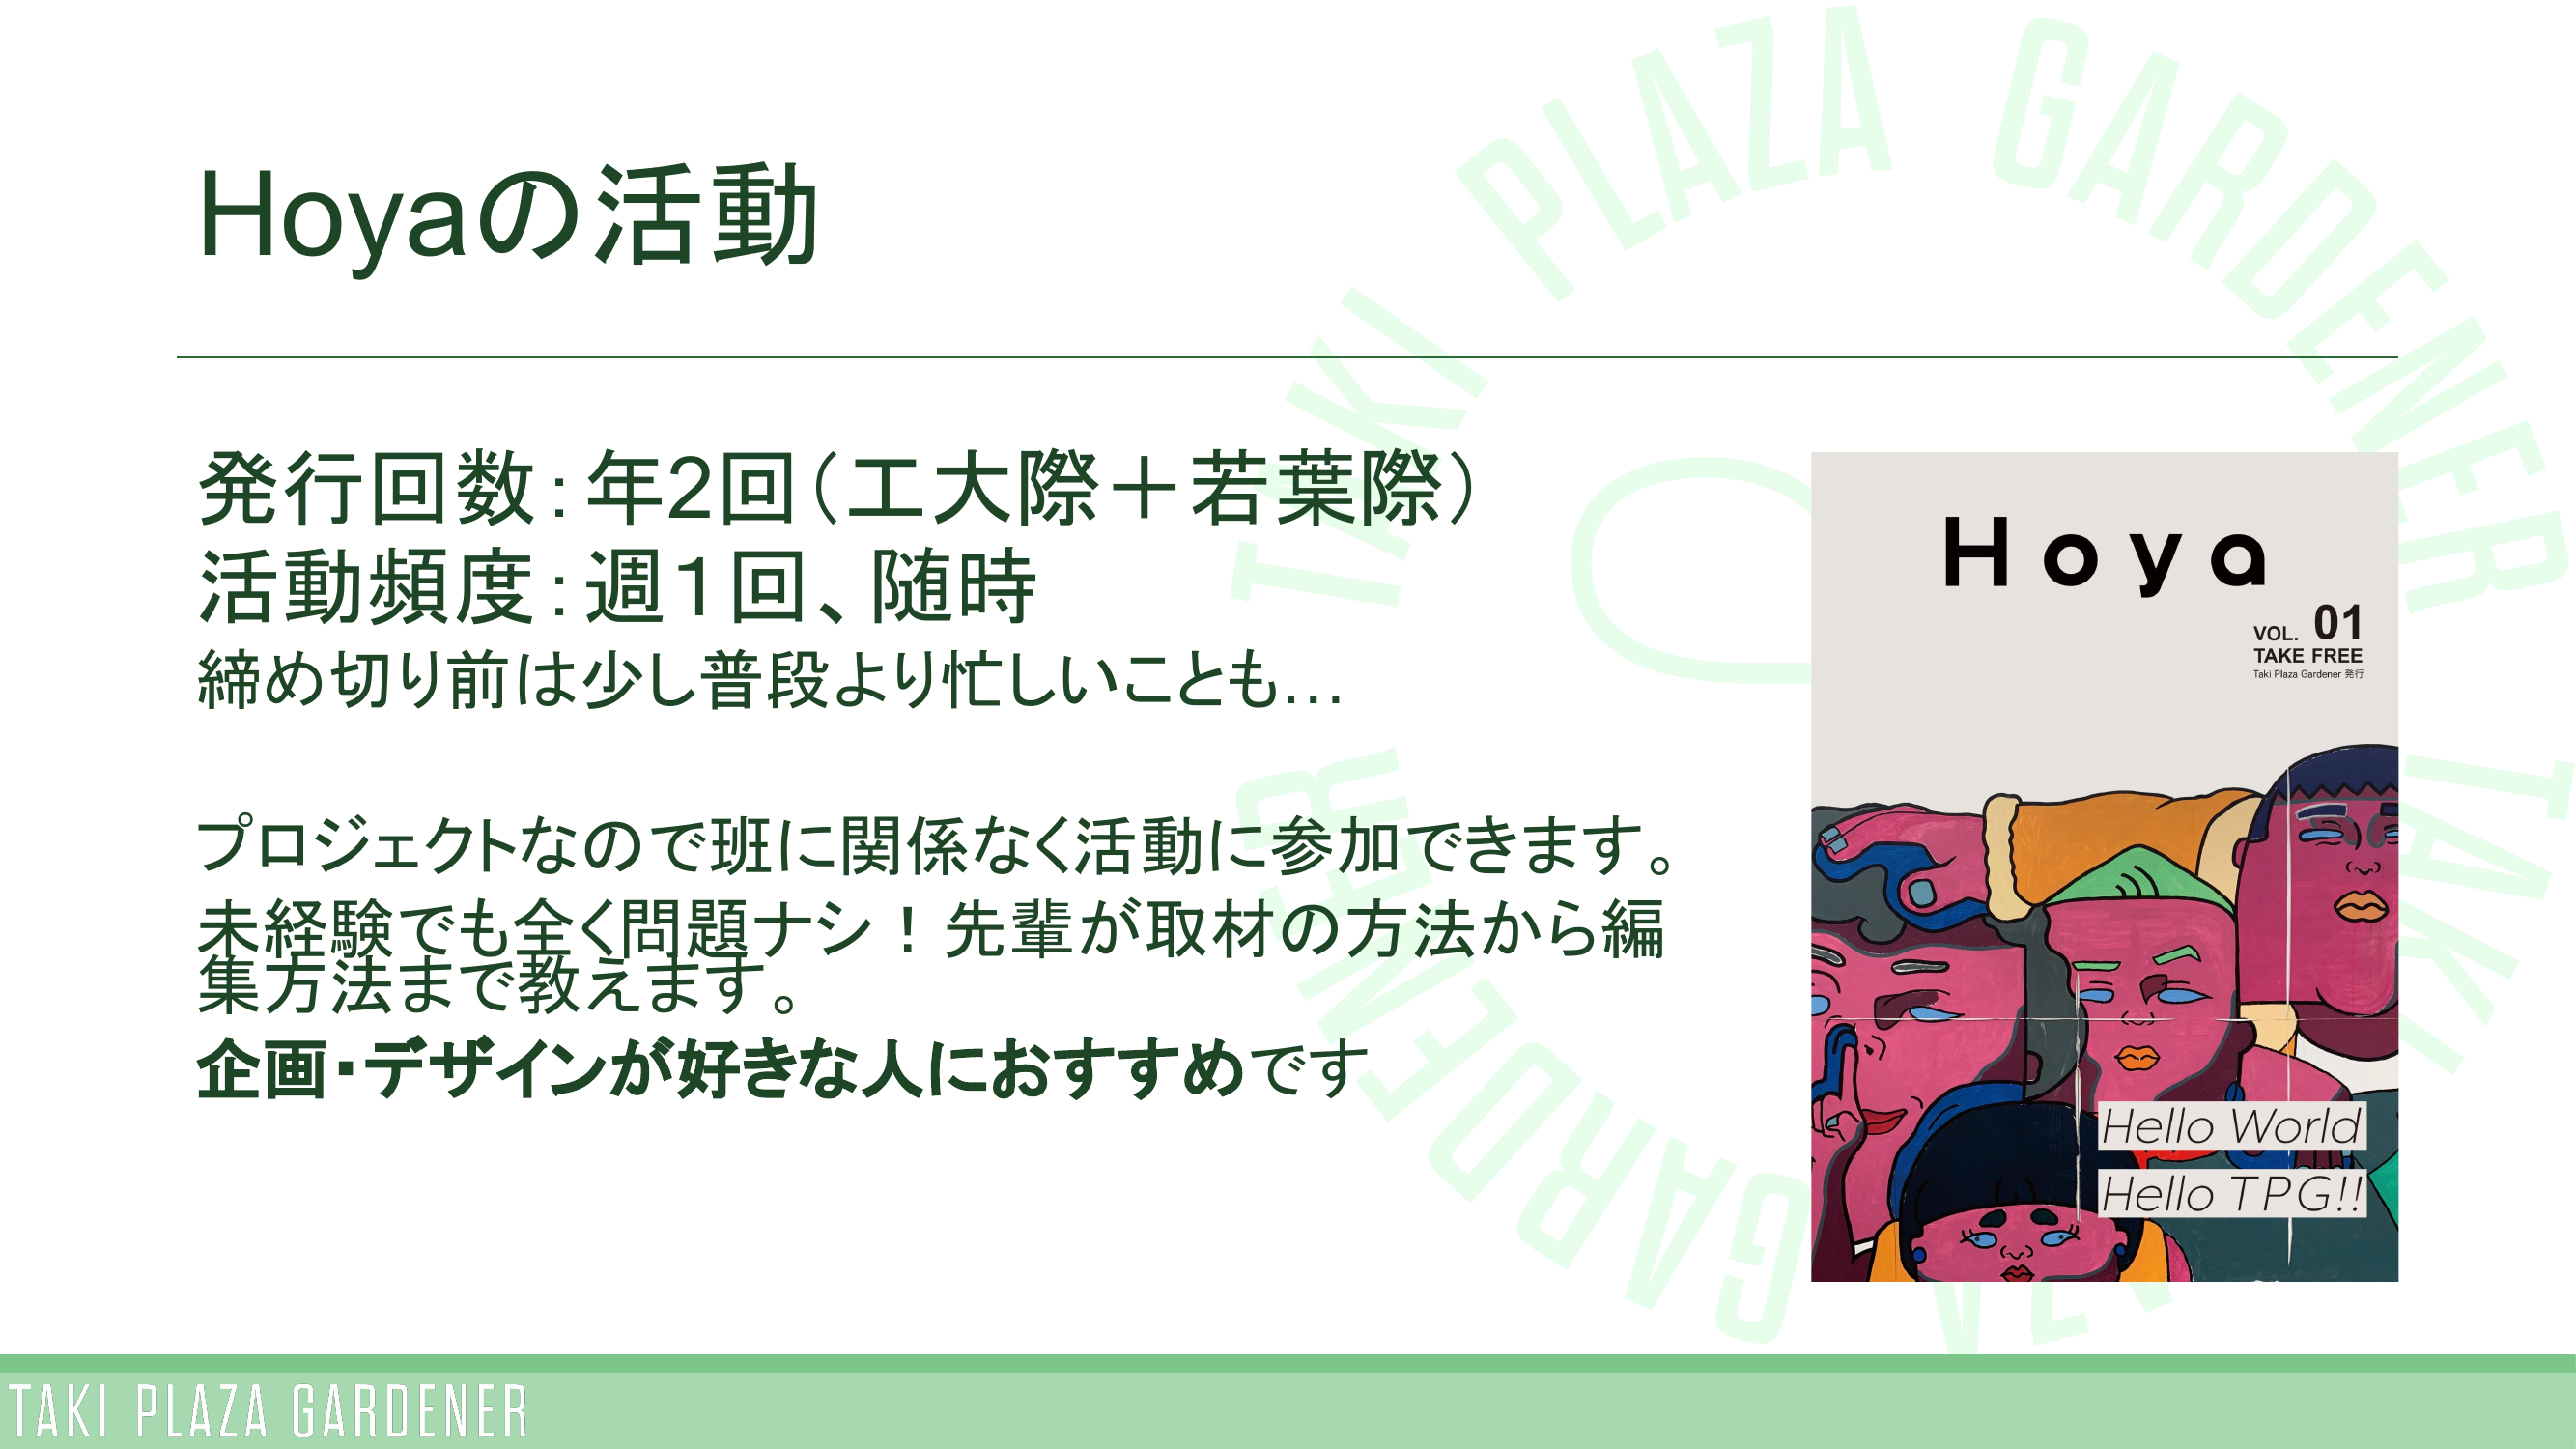 Hoyaの活動
発行回数：年2回（工大際＋若葉際）
活動頻度：週1回、随時
締め切り前は少し普段より忙しいことも…
プロジェクトなので班に関係なく活動に参加できます。
未経験でも全く問題ナシ！先輩が取材の方法から編
集方法まで教えます。
企画・デザインが好きな人におすすめです
Hoya
VOL. 01
TAKE FREE
Taki Plaza Gardener 発行
Hello World
Hello TPG!!
TAKI PLAZA GARDENER
TAKI PLAZA GARDENER
TAKI PLAZA GARDENER